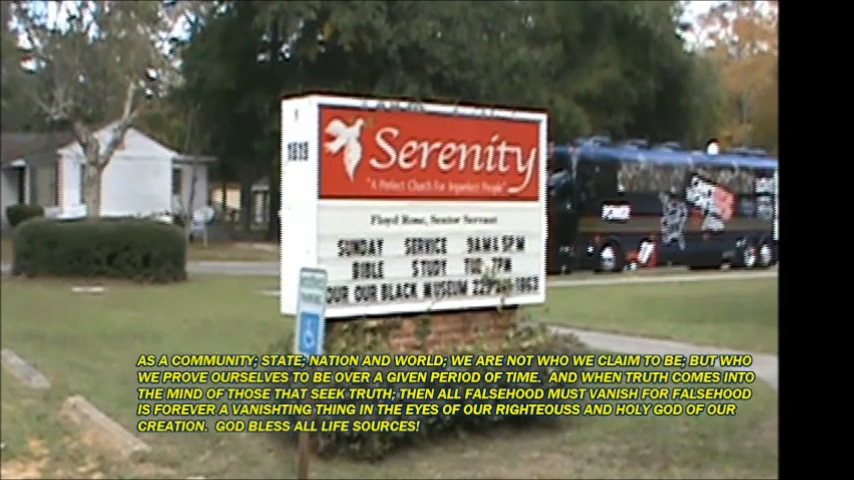 1619
Serenity
"A Perfect Church For Imperfect People"
Floyd Rose, Senior Servant
SUNDAY SERVICE 9AM & 5PM
BIBLE STUDY 7PM
OUR OUR BLACK MUSEUM
AS A COMMUNITY; STATE; NATION AND WORLD; WE ARE NOT WHO WE CLAIM TO BE; BUT WHO
WE PROVE OURSELVES TO BE OVER A GIVEN PERIOD OF TIME. AND WHEN TRUTH COMES INTO
THE MIND OF THOSE THAT SEEK TRUTH; THEN ALL FALSEHOOD MUST VANISH FOR FALSEHOOD
IS FOREVER A VANISHTING THING IN THE EYES OF OUR RIGHTEOUSS AND HOLY GOD OF OUR
CREATION. GOD BLESS ALL LIFE SOURCES!